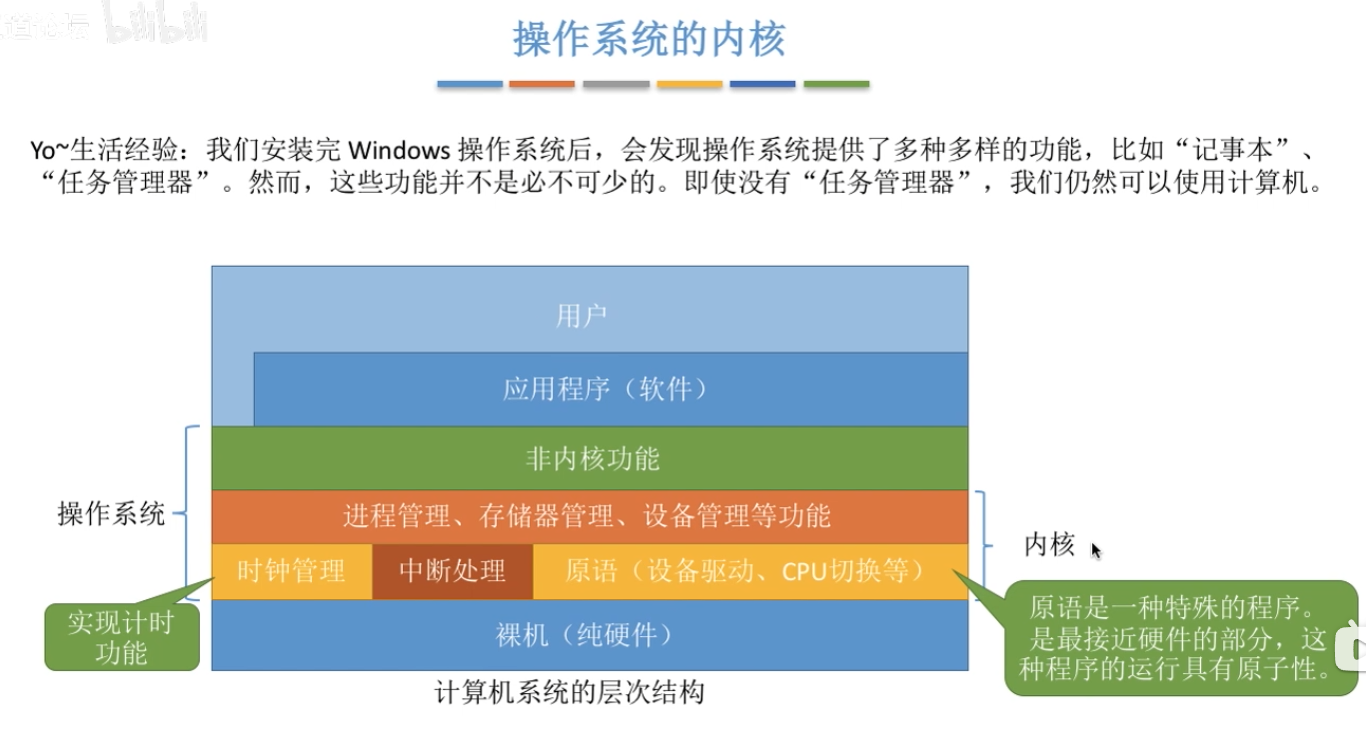 bilibili
操作系统的内核
Yo~生活经验：我们安装完 Windows 操作系统后，会发现操作系统提供了多种多样的功能，比如“记事本”、
“任务管理器”。然而，这些功能并不是必不可少的。即使没有“任务管理器”，我们仍然可以使用计算机。
用户
应用程序（软件）
非内核功能
操作系统
进程管理、存储器管理、设备管理等功能
内核
时钟管理
中断处理
原语（设备驱动、CPU切换等）
实现计时
功能
原语是一种特殊的程序。
是最接近硬件的部分，这
种程序的运行具有原子性。
裸机（纯硬件）
计算机系统的层次结构